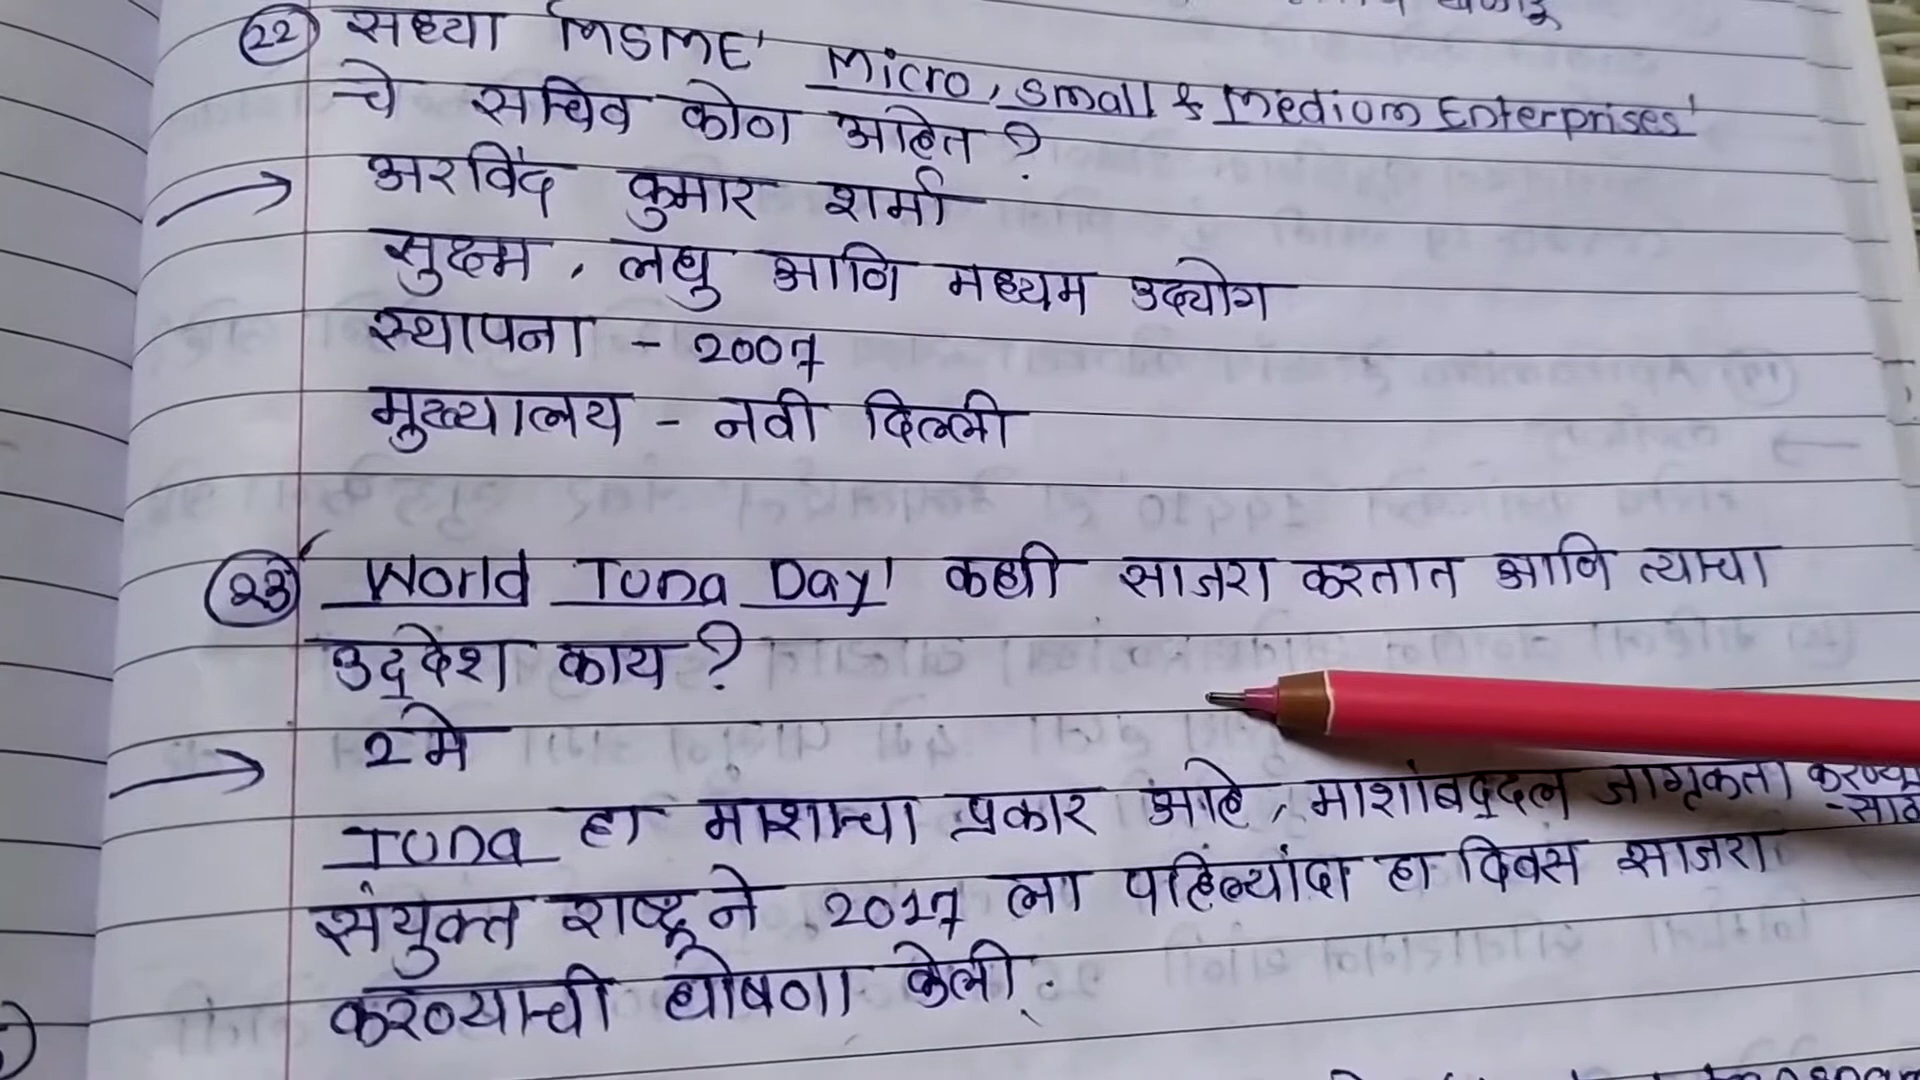 22 सध्या MSME' Micro, Small & Medium Enterprises'
चे सचिव कोण आहेत ?
→ अरविंद कुमार शर्मा
सुक्ष्म, लघु आणि मध्यम उद्योग
स्थापना - 2007
मुख्यालय - नवी दिल्ली
23 World Tuna Day' कधी साजरा करतात आणि त्याचा
उद्देश काय ?
→ 2 मे
Tuna हा माशाचा प्रकार आहे, माशांबद्दल जागृकता करण्या
-साठ
संयुक्त राष्ट्रने 2017 ला पहिल्यांदा हा दिवस साजरा
करण्याची घोषणा केली.